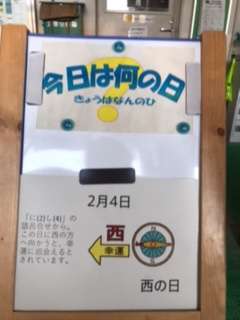 今日は何の日
きょうはなんのひ
2月4日
「に(2)し(4)」の
語呂合せから。
この日に西の方
へ向かうと、幸
運に出会えると
されています。
西
幸運
西の日